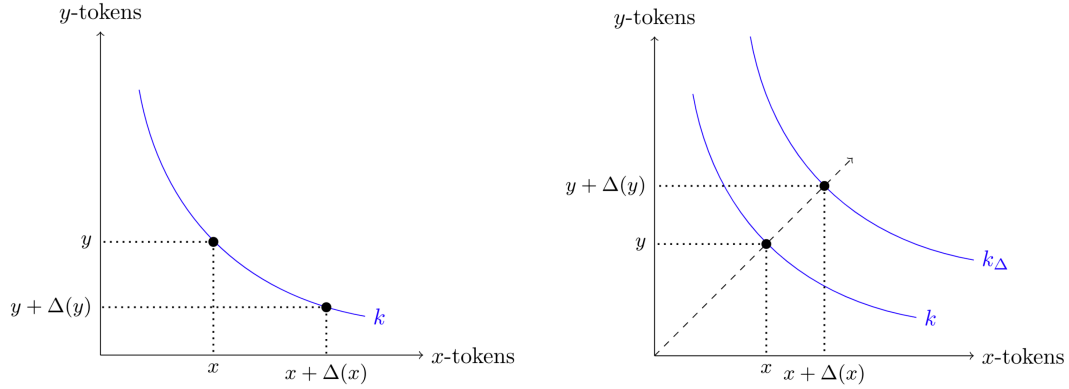 y-tokens
y
y + Δ(y)
k
x-tokens
x
x + Δ(x)
y-tokens
y + Δ(y)
y
k_Δ
k
x-tokens
x
x + Δ(x)